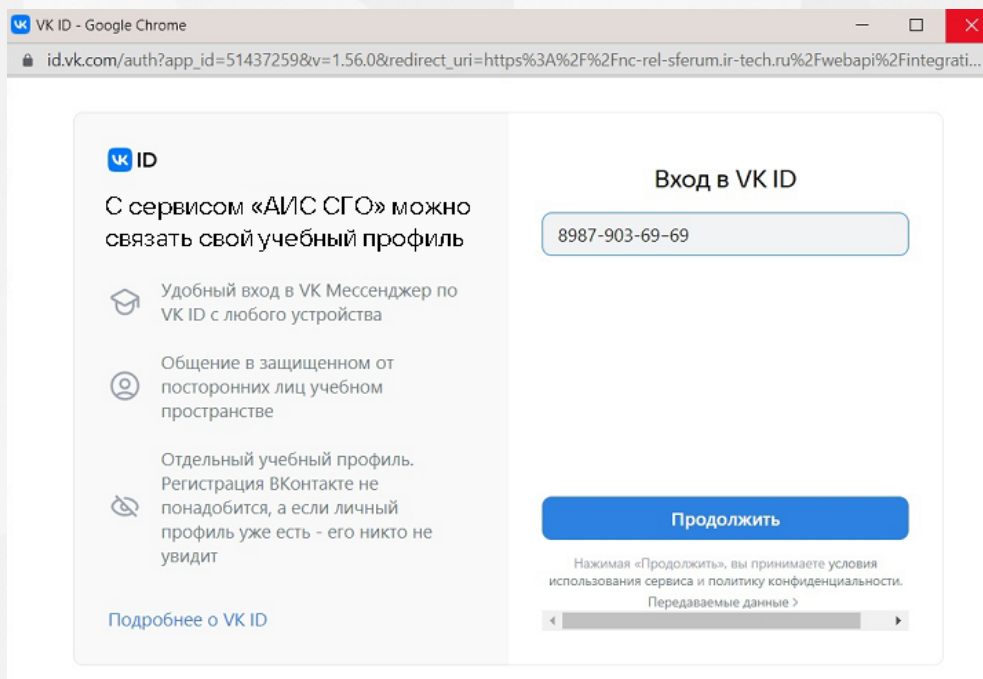 VK ID - Google Chrome
id.vk.com/auth?app_id=51437259&v=1.56.0&redirect_uri=https%3A%2F%2Fnc-rel-sferum.ir-tech.ru%2Fwebapi%2Fintegrati...
VK ID
С сервисом «АИС СГО» можно
связать свой учебный профиль
Удобный вход в VK Мессенджер по
VK ID с любого устройства
Общение в защищенном от
посторонних лиц учебном
пространстве
Отдельный учебный профиль.
Регистрация ВКонтакте не
понадобится, а если личный
профиль уже есть - его никто не
увидит
Подробнее о VK ID
Вход в VK ID
8987-903-69-69
Продолжить
Нажимая «Продолжить», вы принимаете условия
использования сервиса и политику конфиденциальности.
Передаваемые данные >